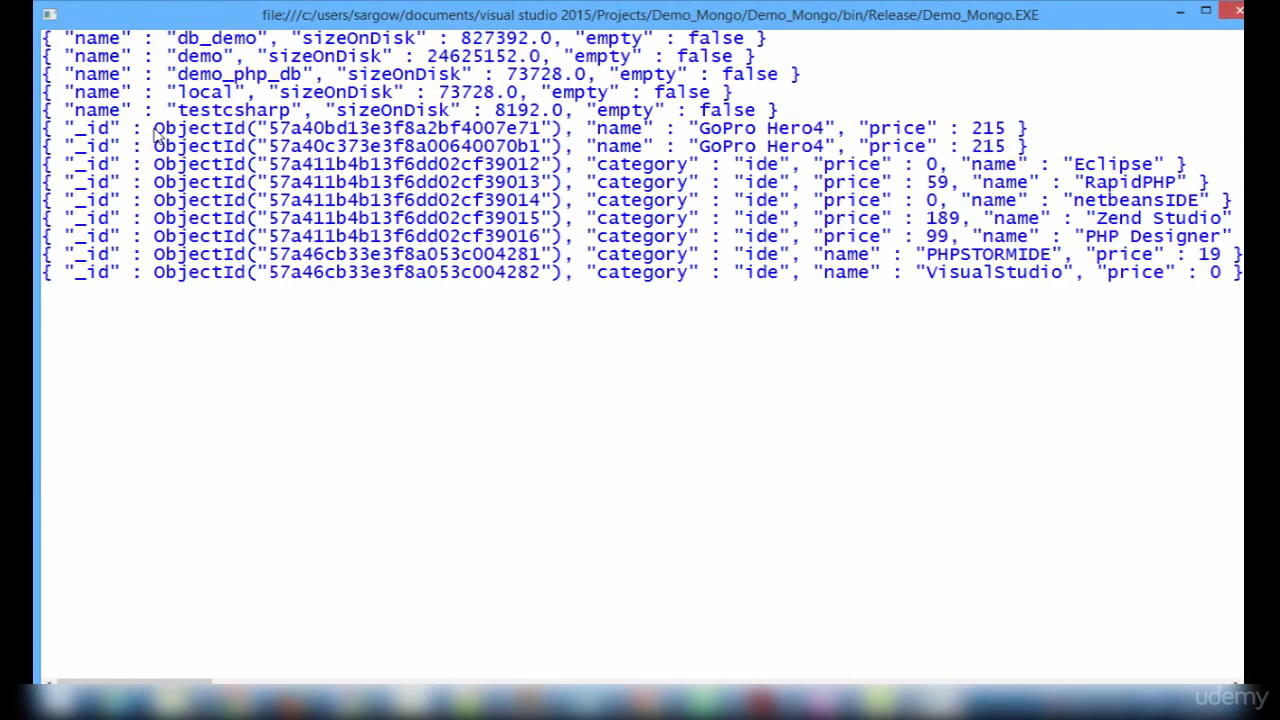 file:///c:/users/sargow/documents/visual studio 2015/Projects/Demo_Mongo/Demo_Mongo/bin/Release/Demo_Mongo.EXE
{ "name" : "db_demo", "sizeOnDisk" : 827392.0, "empty" : false }
{ "name" : "demo", "sizeOnDisk" : 24625152.0, "empty" : false }
{ "name" : "demo_php_db", "sizeOnDisk" : 73728.0, "empty" : false }
{ "name" : "local", "sizeOnDisk" : 73728.0, "empty" : false }
{ "name" : "testcsharp", "sizeOnDisk" : 8192.0, "empty" : false }
{ "_id" : ObjectId("57a40bd13e3f8a2bf4007e71"), "name" : "GoPro Hero4", "price" : 215 }
{ "_id" : ObjectId("57a40c373e3f8a00640070b1"), "name" : "GoPro Hero4", "price" : 215 }
{ "_id" : ObjectId("57a411b4b13f6dd02cf39012"), "category" : "ide", "price" : 0, "name" : "Eclipse" }
{ "_id" : ObjectId("57a411b4b13f6dd02cf39013"), "category" : "ide", "price" : 59, "name" : "RapidPHP" }
{ "_id" : ObjectId("57a411b4b13f6dd02cf39014"), "category" : "ide", "price" : 0, "name" : "netbeansIDE" }
{ "_id" : ObjectId("57a411b4b13f6dd02cf39015"), "category" : "ide", "price" : 189, "name" : "Zend Studio"
{ "_id" : ObjectId("57a411b4b13f6dd02cf39016"), "category" : "ide", "price" : 99, "name" : "PHP Designer"
{ "_id" : ObjectId("57a46cb33e3f8a053c004281"), "category" : "ide", "name" : "PHPSTORMIDE", "price" : 19 }
{ "_id" : ObjectId("57a46cb33e3f8a053c004282"), "category" : "ide", "name" : "VisualStudio", "price" : 0 }
udemy